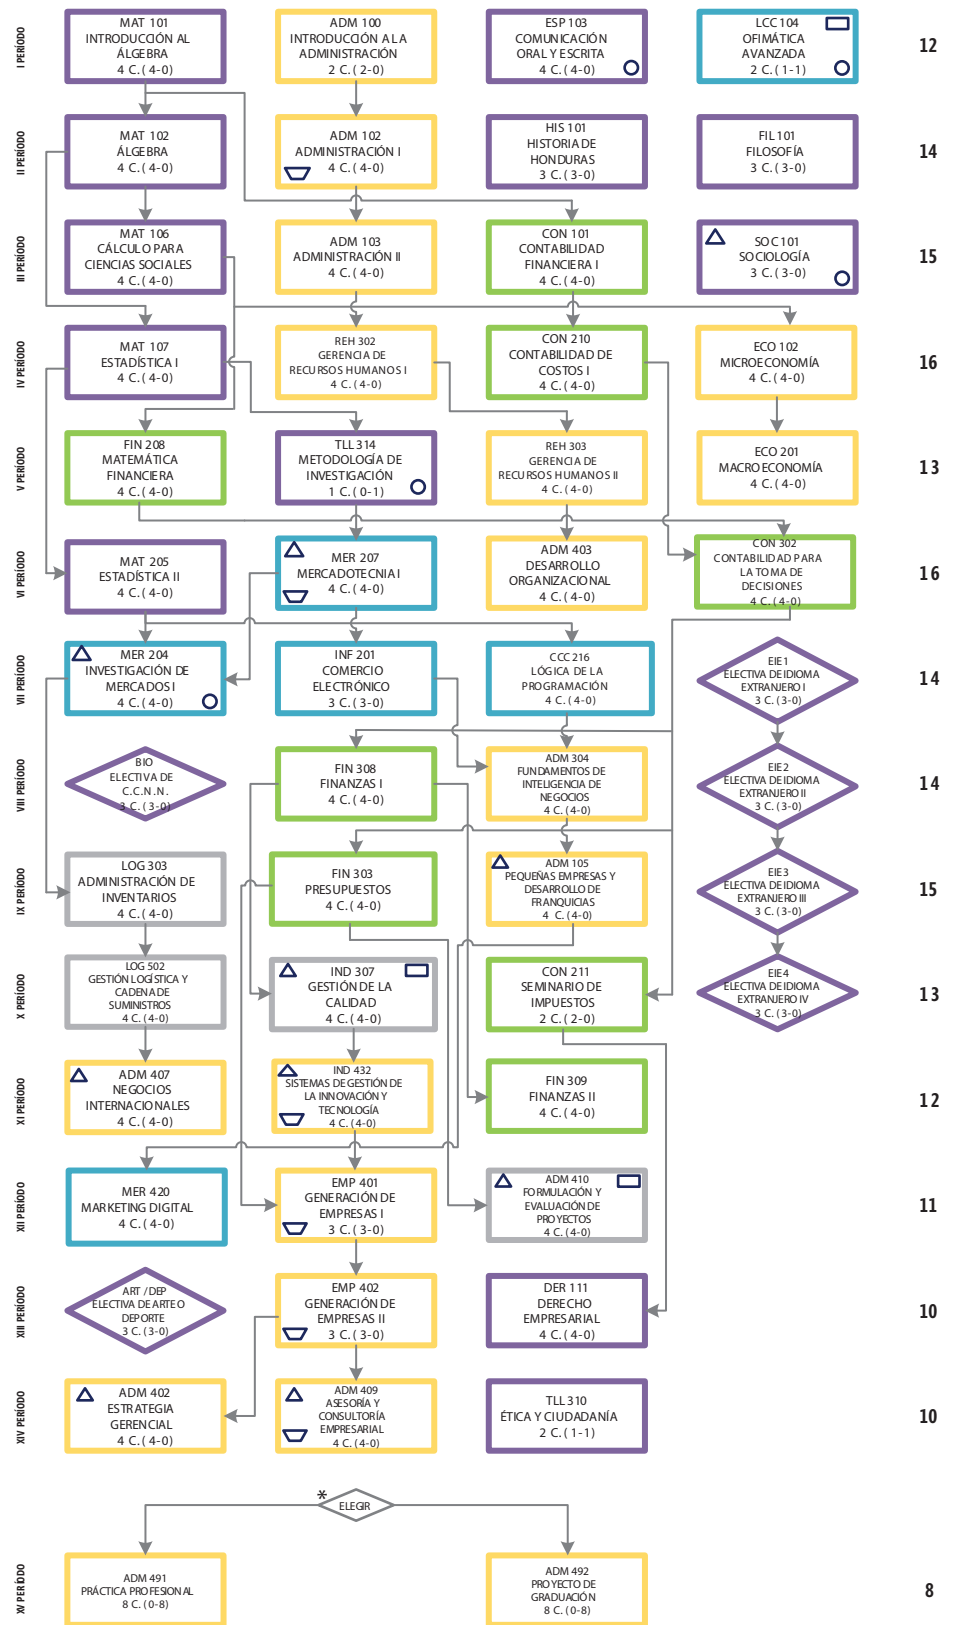 I PERÍODO
MAT 101
INTRODUCCIÓN AL
ÁLGEBRA
4 C. (4-0)
ADM 100
INTRODUCCIÓN A LA
ADMINISTRACIÓN
2 C. (2-0)
ESP 103
COMUNICACIÓN
ORAL Y ESCRITA
4 C. (4-0)
LCC 104
OFIMÁTICA
AVANZADA
2 C. (1-1)
12
II PERÍODO
MAT 102
ÁLGEBRA
4 C. (4-0)
ADM 102
ADMINISTRACIÓN I
4 C. (4-0)
HIS 101
HISTORIA DE
HONDURAS
3 C. (3-0)
FIL 101
FILOSOFÍA
3 C. (3-0)
14
III PERÍODO
MAT 106
CÁLCULO PARA
CIENCIAS SOCIALES
4 C. (4-0)
ADM 103
ADMINISTRACIÓN II
4 C. (4-0)
CON 101
CONTABILIDAD
FINANCIERA I
4 C. (4-0)
SOC 101
SOCIOLOGÍA
3 C. (3-0)
15
IV PERÍODO
MAT 107
ESTADÍSTICA I
4 C. (4-0)
REH 302
GERENCIA DE
RECURSOS HUMANOS I
4 C. (4-0)
CON 210
CONTABILIDAD DE
COSTOS I
4 C. (4-0)
ECO 102
MICROECONOMÍA
4 C. (4-0)
16
V PERÍODO
FIN 208
MATEMÁTICA
FINANCIERA
4 C. (4-0)
TLL 314
METODOLOGÍA DE
INVESTIGACIÓN
1 C. (0-1)
REH 303
GERENCIA DE
RECURSOS HUMANOS II
4 C. (4-0)
ECO 201
MACROECONOMÍA
4 C. (4-0)
13
VI PERÍODO
MAT 205
ESTADÍSTICA II
4 C. (4-0)
MER 207
MERCADOTECNIA I
4 C. (4-0)
ADM 403
DESARROLLO
ORGANIZACIONAL
4 C. (4-0)
CON 302
CONTABILIDAD PARA
LA TOMA DE
DECISIONES
4 C. (4-0)
16
VII PERÍODO
MER 204
INVESTIGACIÓN DE
MERCADOS I
4 C. (4-0)
INF 201
COMERCIO
ELECTRÓNICO
3 C. (3-0)
CCC 216
LÓGICA DE LA
PROGRAMACIÓN
4 C. (4-0)
EIE1
ELECTIVA DE IDIOMA
EXTRANJERO I
3 C. (3-0)
14
VIII PERÍODO
BIO
ELECTIVA DE
C.C.N.N.
3 C. (3-0)
FIN 308
FINANZAS I
4 C. (4-0)
ADM 304
FUNDAMENTOS DE
INTELIGENCIA DE
NEGOCIOS
4 C. (4-0)
EIE2
ELECTIVA DE IDIOMA
EXTRANJERO II
3 C. (3-0)
14
IX PERÍODO
LOG 303
ADMINISTRACIÓN DE
INVENTARIOS
4 C. (4-0)
FIN 303
PRESUPUESTOS
4 C. (4-0)
ADM 105
PEQUEÑAS EMPRESAS Y
DESARROLLO DE
FRANQUICIAS
4 C. (4-0)
EIE3
ELECTIVA DE IDIOMA
EXTRANJERO III
3 C. (3-0)
15
X PERÍODO
LOG 502
GESTIÓN LOGÍSTICA Y
CADENA DE
SUMINISTROS
4 C. (4-0)
IND 307
GESTIÓN DE LA
CALIDAD
4 C. (4-0)
CON 211
SEMINARIO DE
IMPUESTOS
2 C. (2-0)
EIE4
ELECTIVA DE IDIOMA
EXTRANJERO IV
3 C. (3-0)
13
XI PERÍODO
ADM 407
NEGOCIOS
INTERNACIONALES
4 C. (4-0)
IND 432
SISTEMAS DE GESTIÓN DE
LA INNOVACIÓN Y
TECNOLOGÍA
4 C. (4-0)
FIN 309
FINANZAS II
4 C. (4-0)
12
XII PERÍODO
MER 420
MARKETING DIGITAL
4 C. (4-0)
EMP 401
GENERACIÓN DE
EMPRESAS I
3 C. (3-0)
ADM 410
FORMULACIÓN Y
EVALUACIÓN DE
PROYECTOS
4 C. (4-0)
11
XIII PERÍODO
ART / DEP
ELECTIVA DE ARTE O
DEPORTE
3 C. (3-0)
EMP 402
GENERACIÓN DE
EMPRESAS II
3 C. (3-0)
DER 111
DERECHO
EMPRESARIAL
4 C. (4-0)
10
XIV PERÍODO
ADM 402
ESTRATEGIA
GERENCIAL
4 C. (4-0)
ADM 409
ASESORÍA Y
CONSULTORÍA
EMPRESARIAL
4 C. (4-0)
TLL 310
ÉTICA Y CIUDADANÍA
2 C. (1-1)
10
*
ELEGIR
XV PERÍODO
ADM 491
PRÁCTICA PROFESIONAL
8 C. (0-8)
ADM 492
PROYECTO DE
GRADUACIÓN
8 C. (0-8)
8